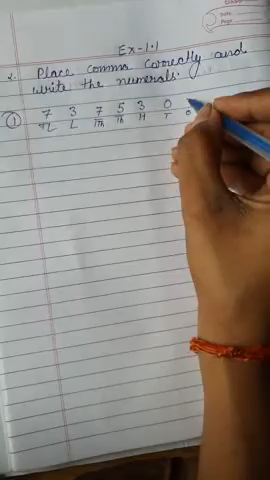 Ex-1.1
2. Place comma correctly and
write the numerals.
① 7 3 7 5 3 0
TL L TTh Th H T O